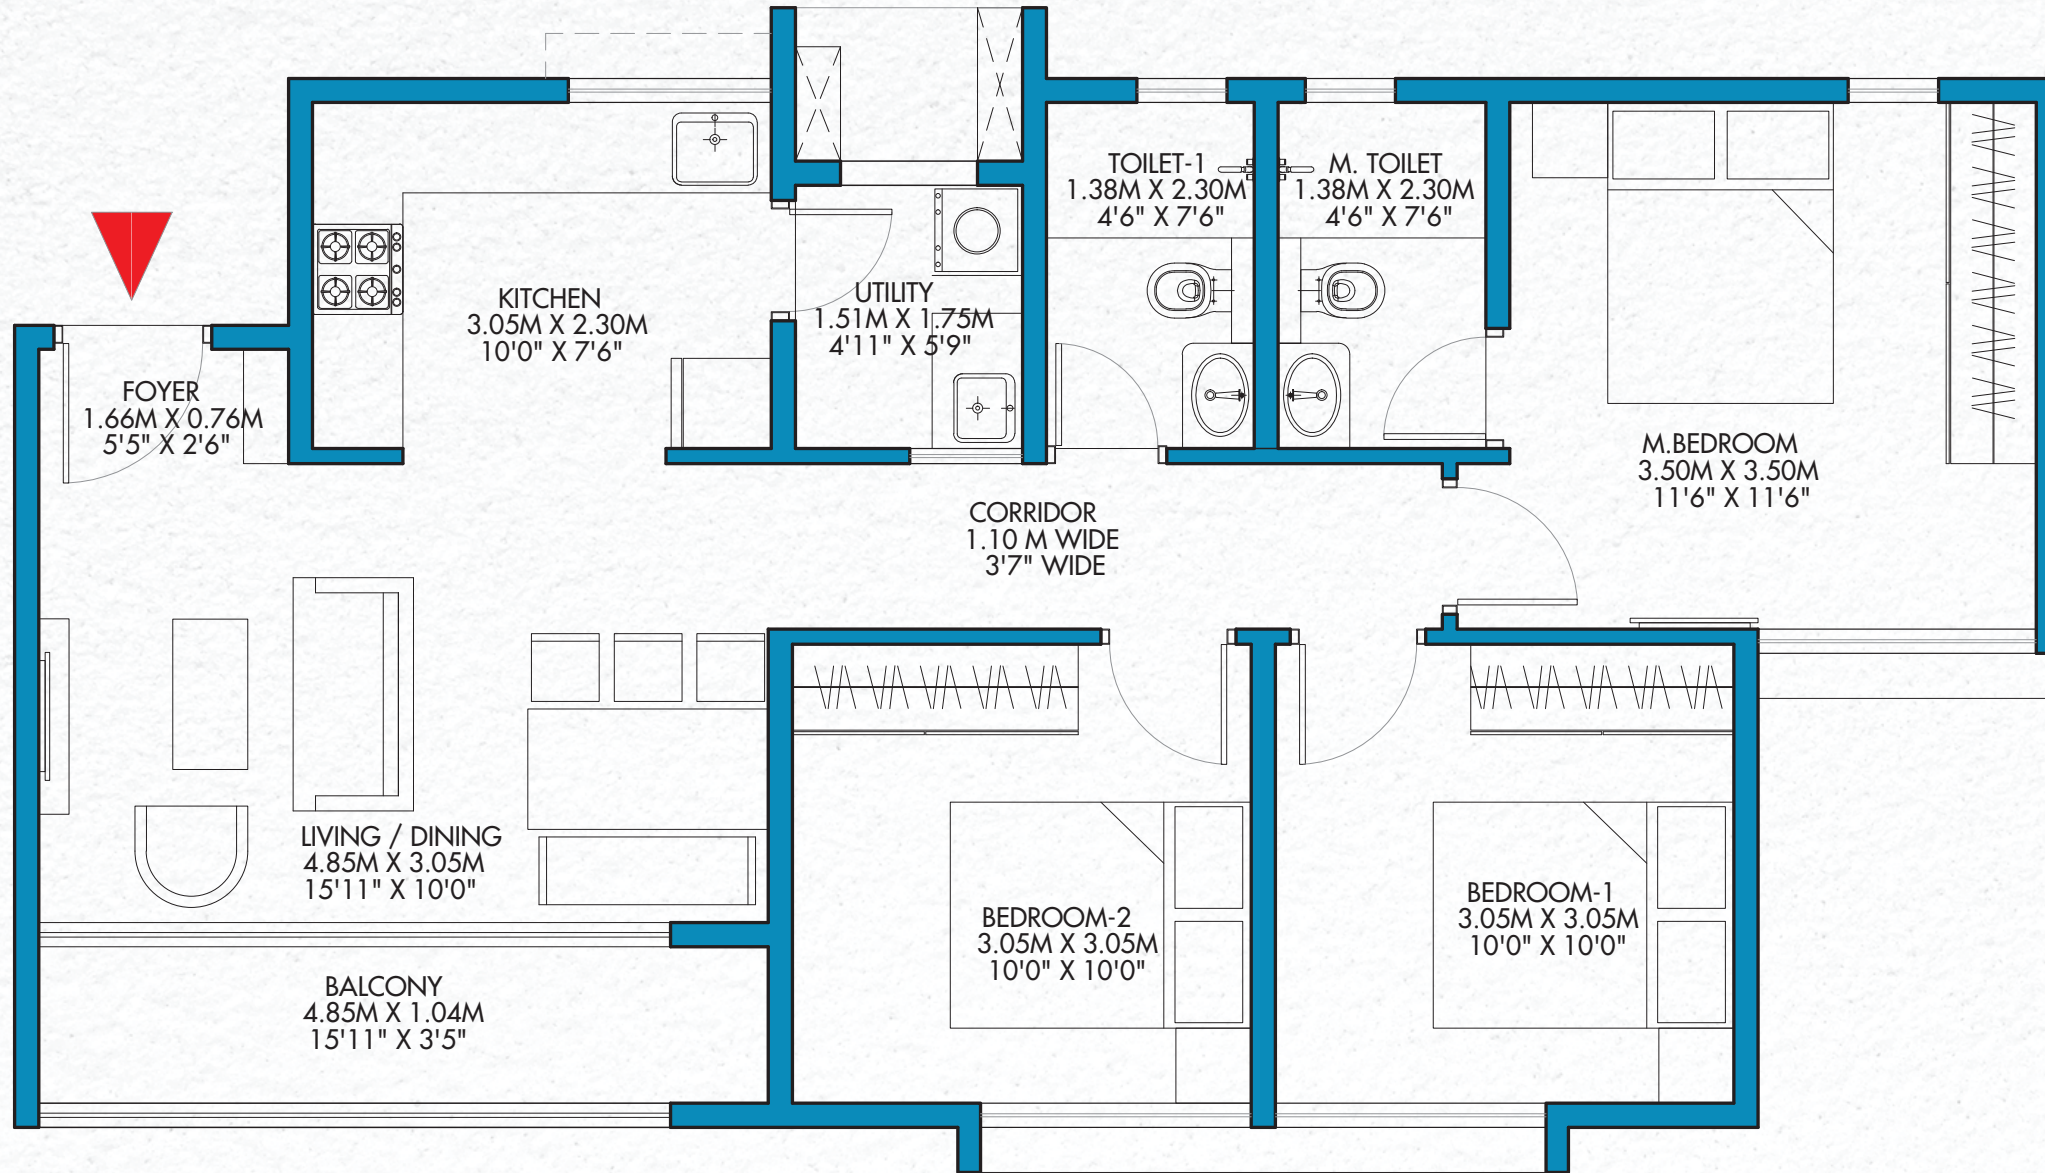 TOILET-1
1.38M X 2.30M
4'6" X 7'6"
M. TOILET
1.38M X 2.30M
4'6" X 7'6"
KITCHEN
3.05M X 2.30M
10'0" X 7'6"
UTILITY
1.51M X 1.75M
4'11" X 5'9"
FOYER
1.66M X 0.76M
5'5" X 2'6"
M.BEDROOM
3.50M X 3.50M
11'6" X 11'6"
CORRIDOR
1.10 M WIDE
3'7" WIDE
LIVING / DINING
4.85M X 3.05M
15'11" X 10'0"
BEDROOM-2
3.05M X 3.05M
10'0" X 10'0"
BEDROOM-1
3.05M X 3.05M
10'0" X 10'0"
BALCONY
4.85M X 1.04M
15'11" X 3'5"